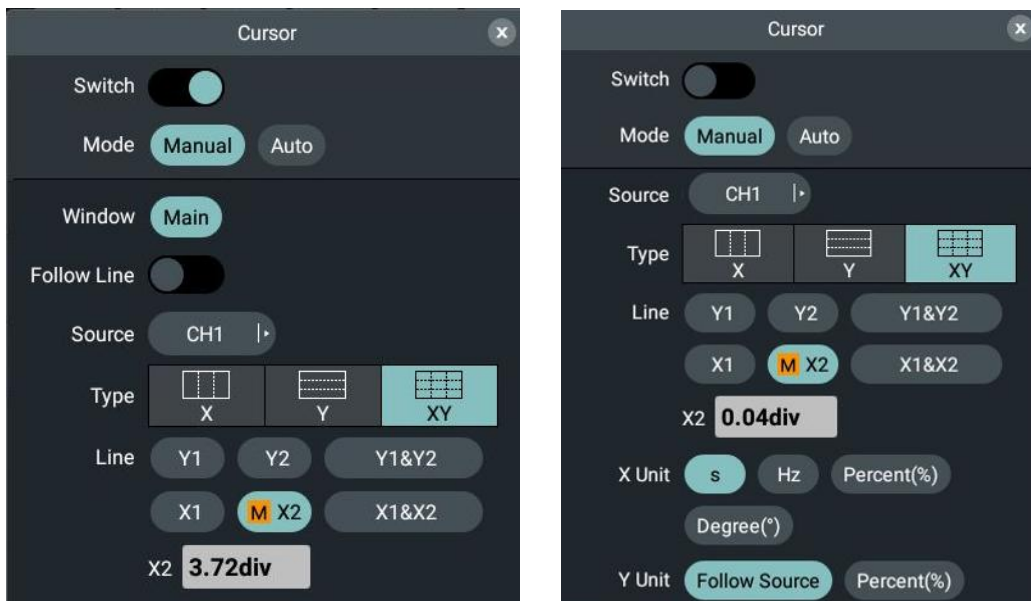 Cursor
x
Switch
Mode Manual Auto
Window Main
Follow Line
Source CH1
Type X Y XY
Line Y1 Y2 Y1&Y2
X1 M X2 X1&X2
X2 3.72div
Cursor
x
Switch
Mode Manual Auto
Source CH1
Type X Y XY
Line Y1 Y2 Y1&Y2
X1 M X2 X1&X2
X2 0.04div
X Unit s Hz Percent(%)
Degree(°)
Y Unit Follow Source Percent(%)